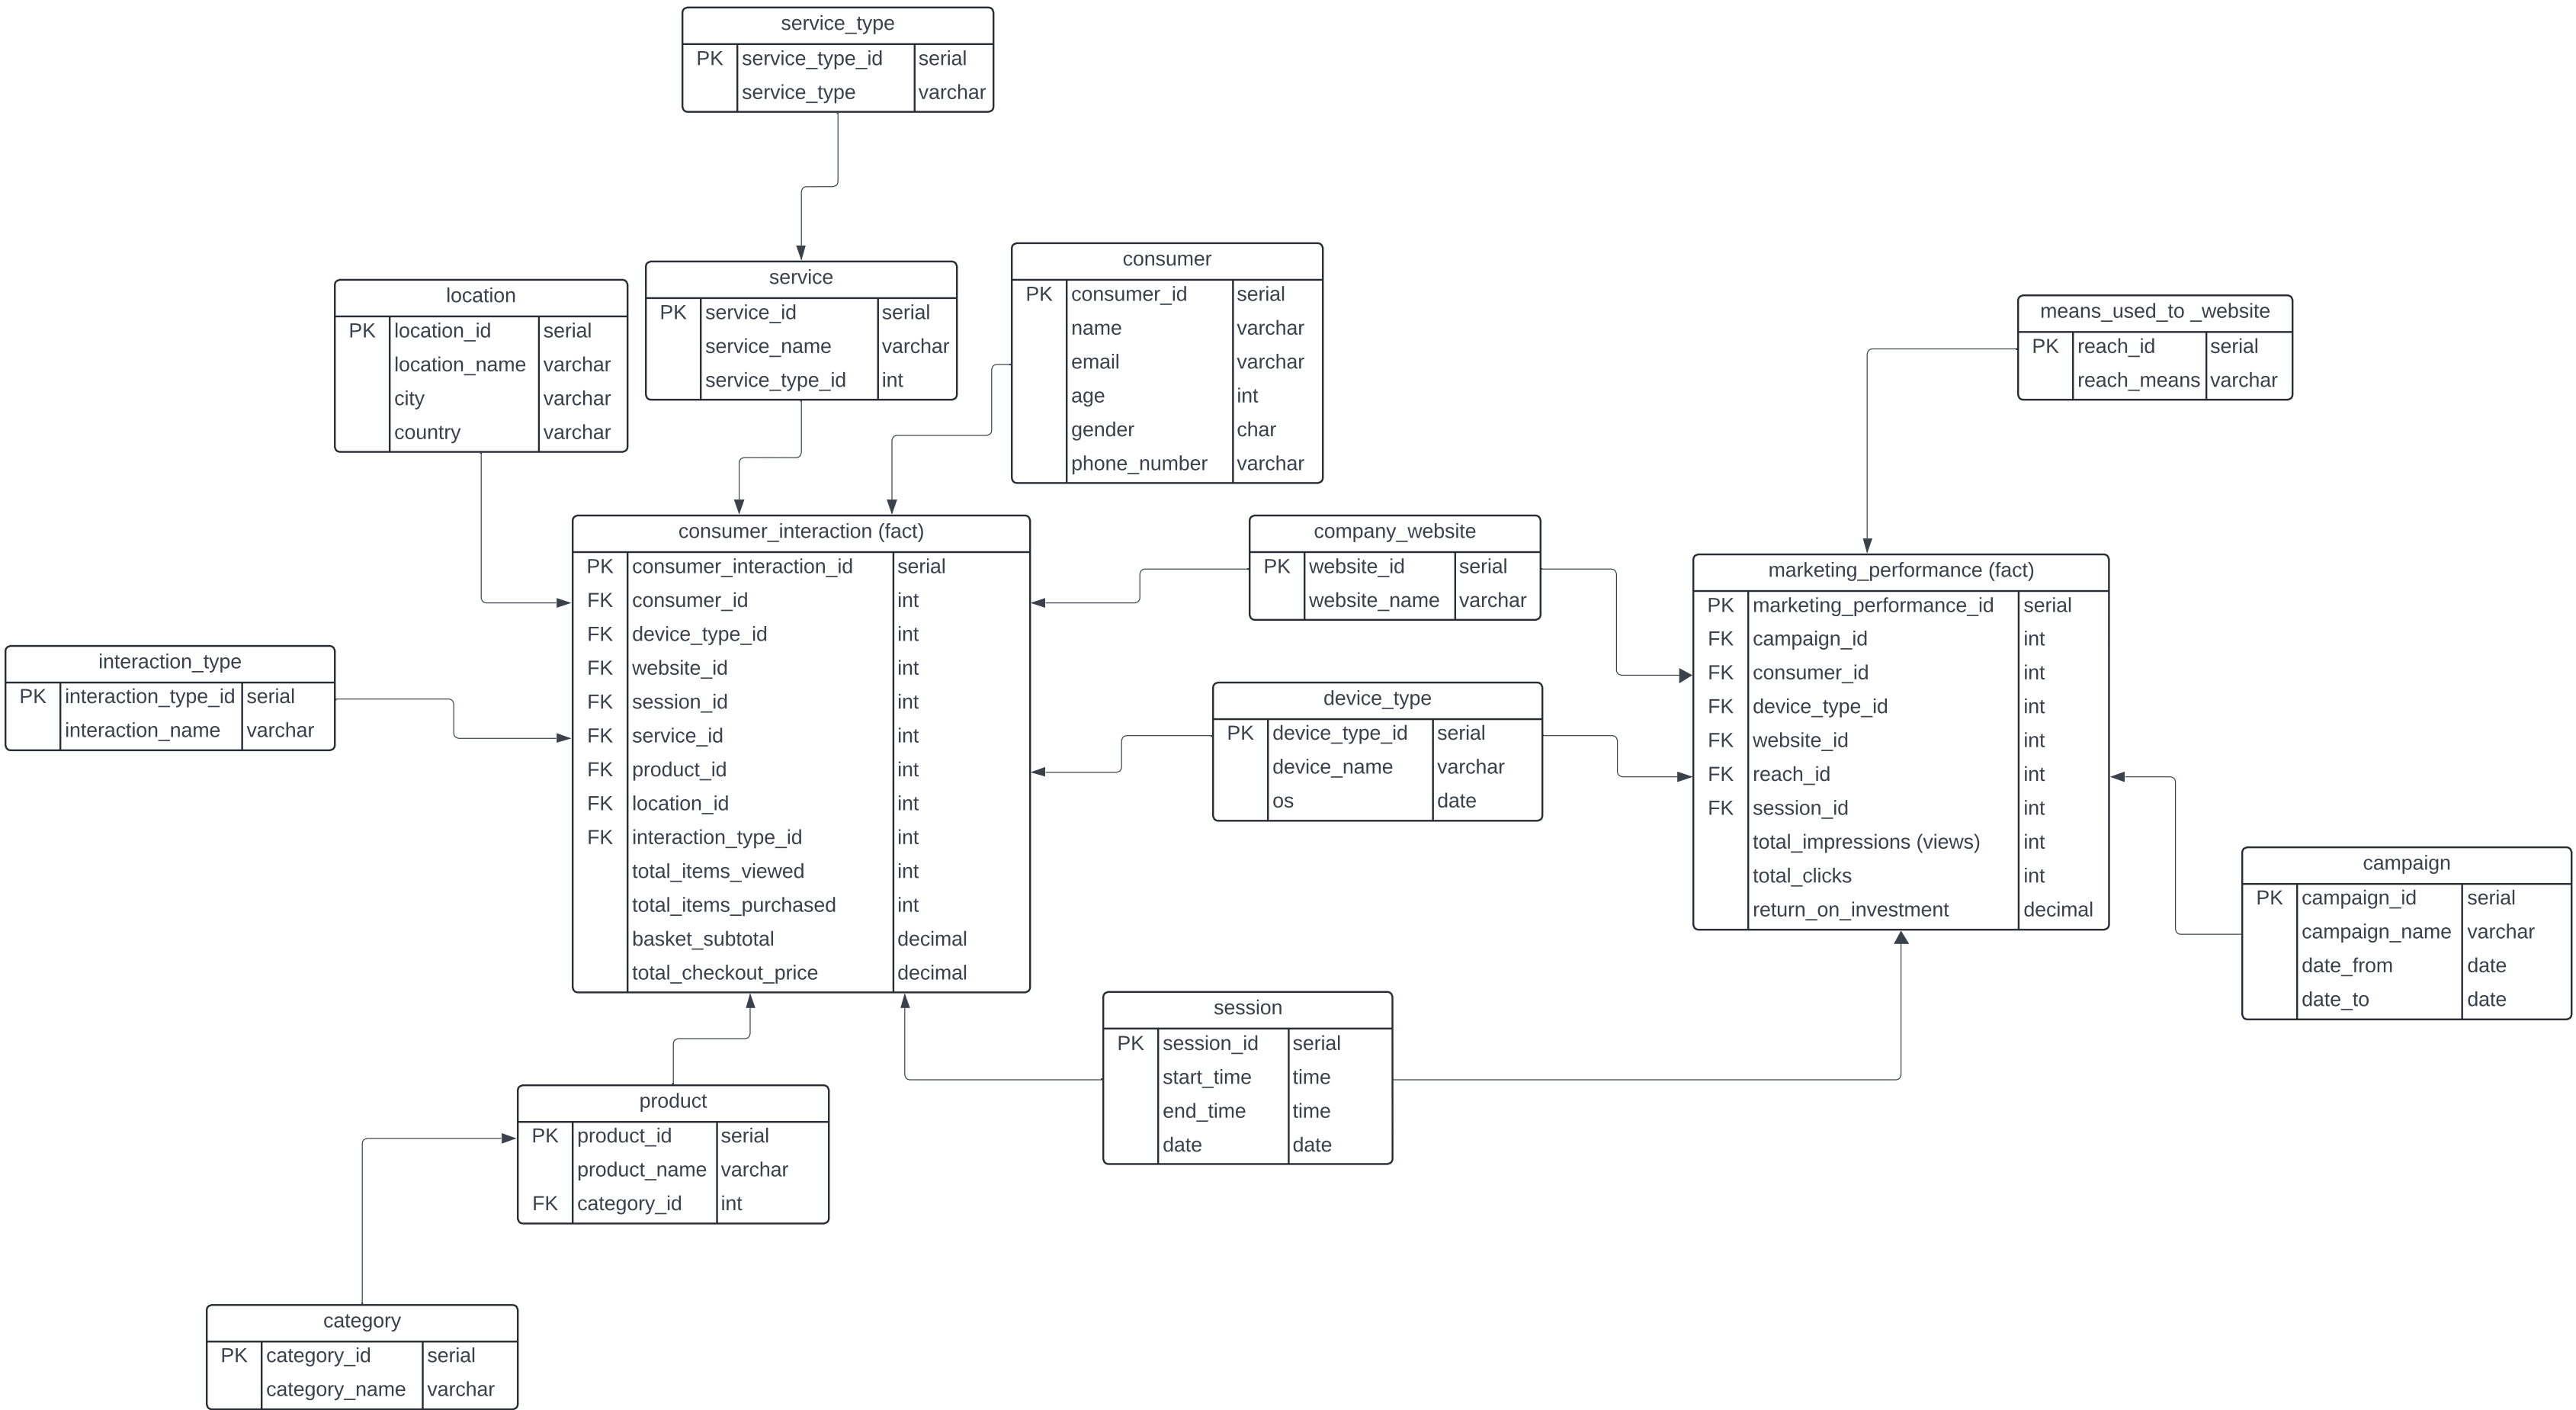 service_type
PK service_type_id serial
service_type varchar
service
PK service_id serial
service_name varchar
service_type_id int
consumer
PK consumer_id serial
name varchar
email varchar
age int
gender char
phone_number varchar
location
PK location_id serial
location_name varchar
city varchar
country varchar
means_used_to _website
PK reach_id serial
reach_means varchar
consumer_interaction (fact)
PK consumer_interaction_id serial
FK consumer_id int
FK device_type_id int
FK website_id int
FK session_id int
FK service_id int
FK product_id int
FK location_id int
FK interaction_type_id int
total_items_viewed int
total_items_purchased int
basket_subtotal decimal
total_checkout_price decimal
company_website
PK website_id serial
website_name varchar
marketing_performance (fact)
PK marketing_performance_id serial
FK campaign_id int
FK consumer_id int
FK device_type_id int
FK website_id int
FK reach_id int
FK session_id int
total_impressions (views) int
total_clicks int
return_on_investment decimal
interaction_type
PK interaction_type_id serial
interaction_name varchar
device_type
PK device_type_id serial
device_name varchar
os date
campaign
PK campaign_id serial
campaign_name varchar
date_from date
date_to date
session
PK session_id serial
start_time time
end_time time
date date
product
PK product_id serial
product_name varchar
FK category_id int
category
PK category_id serial
category_name varchar